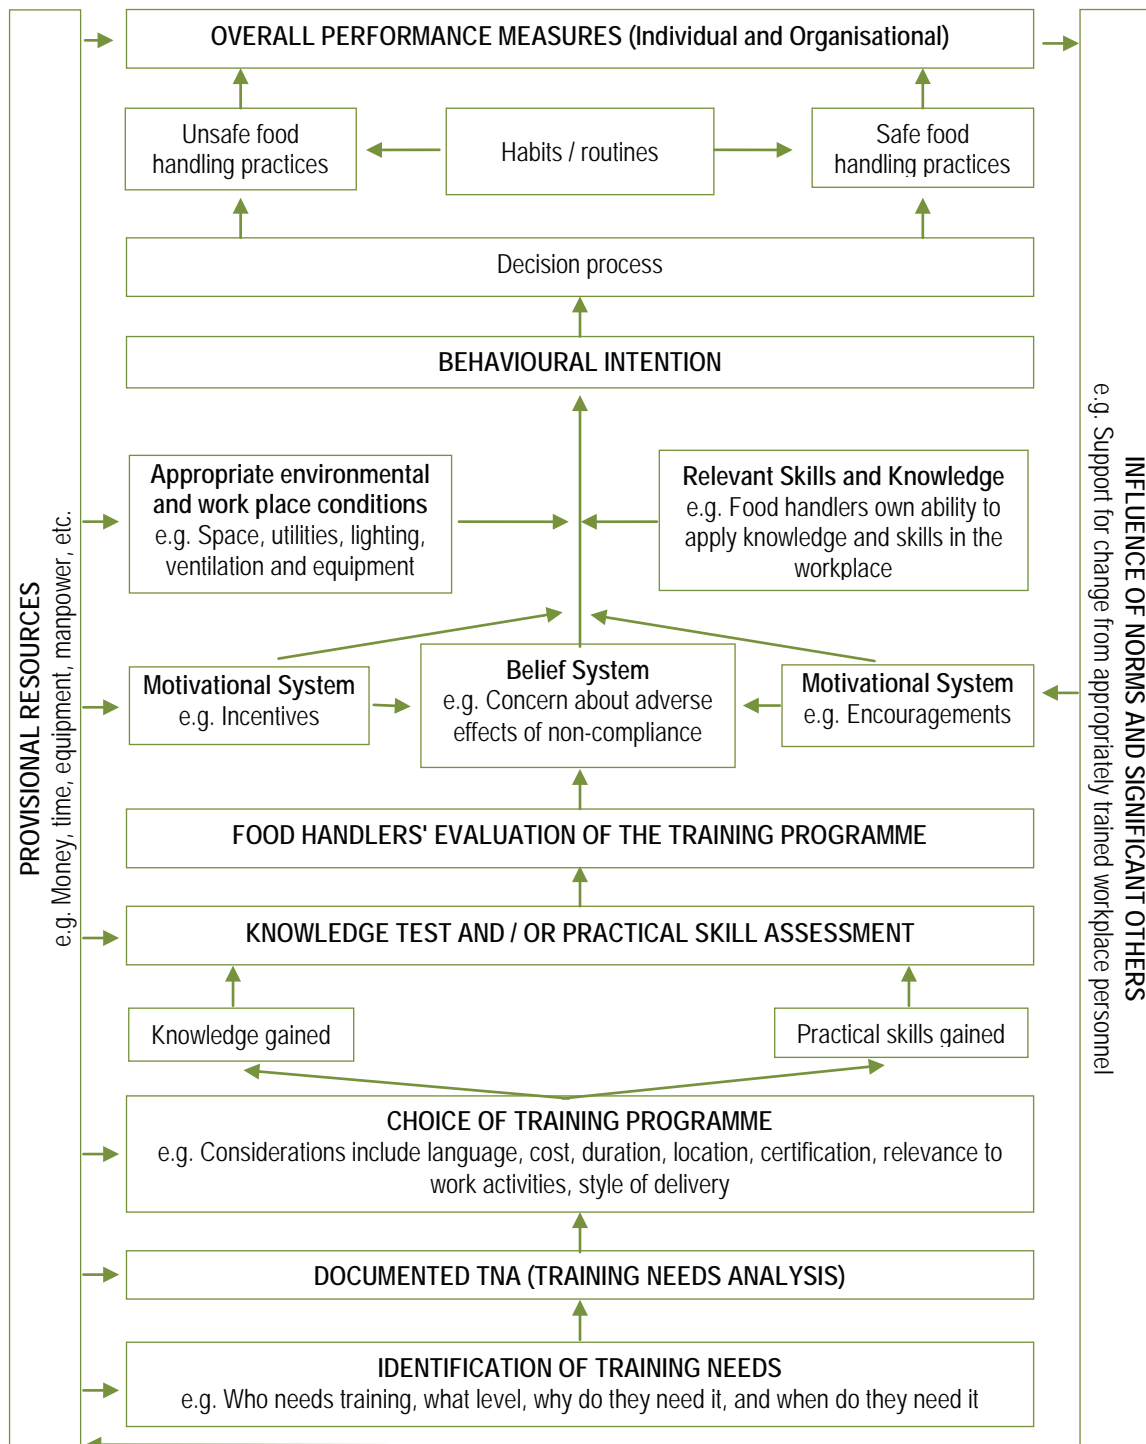 OVERALL PERFORMANCE MEASURES (Individual and Organisational)
Unsafe food
handling practices
Habits / routines
Safe food
handling practices
Decision process
BEHAVIOURAL INTENTION
Appropriate environmental
and work place conditions
e.g. Space, utilities, lighting,
ventilation and equipment
Relevant Skills and Knowledge
e.g. Food handlers own ability to
apply knowledge and skills in the
workplace
Motivational System
e.g. Incentives
Belief System
e.g. Concern about adverse
effects of non-compliance
Motivational System
e.g. Encouragements
FOOD HANDLERS' EVALUATION OF THE TRAINING PROGRAMME
KNOWLEDGE TEST AND / OR PRACTICAL SKILL ASSESSMENT
Knowledge gained
Practical skills gained
CHOICE OF TRAINING PROGRAMME
e.g. Considerations include language, cost, duration, location, certification, relevance to
work activities, style of delivery
DOCUMENTED TNA (TRAINING NEEDS ANALYSIS)
IDENTIFICATION OF TRAINING NEEDS
e.g. Who needs training, what level, why do they need it, and when do they need it
PROVISIONAL RESOURCES
e.g. Money, time, equipment, manpower, etc.
INFLUENCE OF NORMS AND SIGNIFICANT OTHERS
e.g. Support for change from appropriately trained workplace personnel